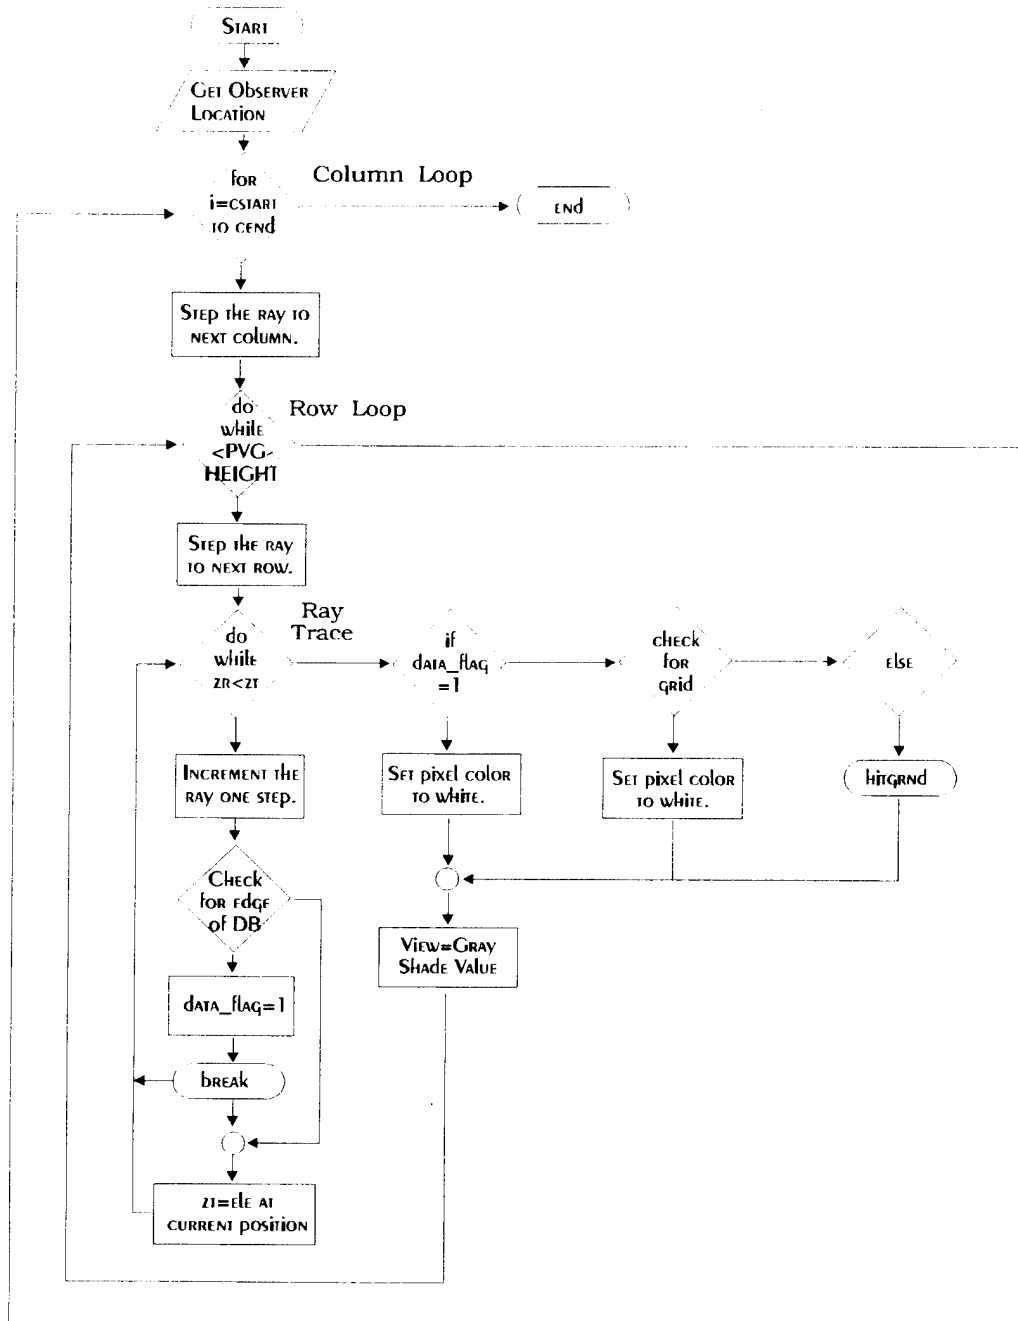 START
GET OBSERVER
LOCATION
for
i=cstart
to cend
Column Loop
end
Step the ray to
next column.
do
while
<PVG-
HEIGHT
Row Loop
Step the ray
to next row.
do
while
zr<zt
Ray
Trace
if
data_flag
=1
check
for
grid
else
Increment the
ray one step.
Set pixel color
to white.
Set pixel color
to white.
hitgrnd
Check
for edge
of DB
View=Gray
Shade Value
data_flag=1
break
zt=ele at
current position